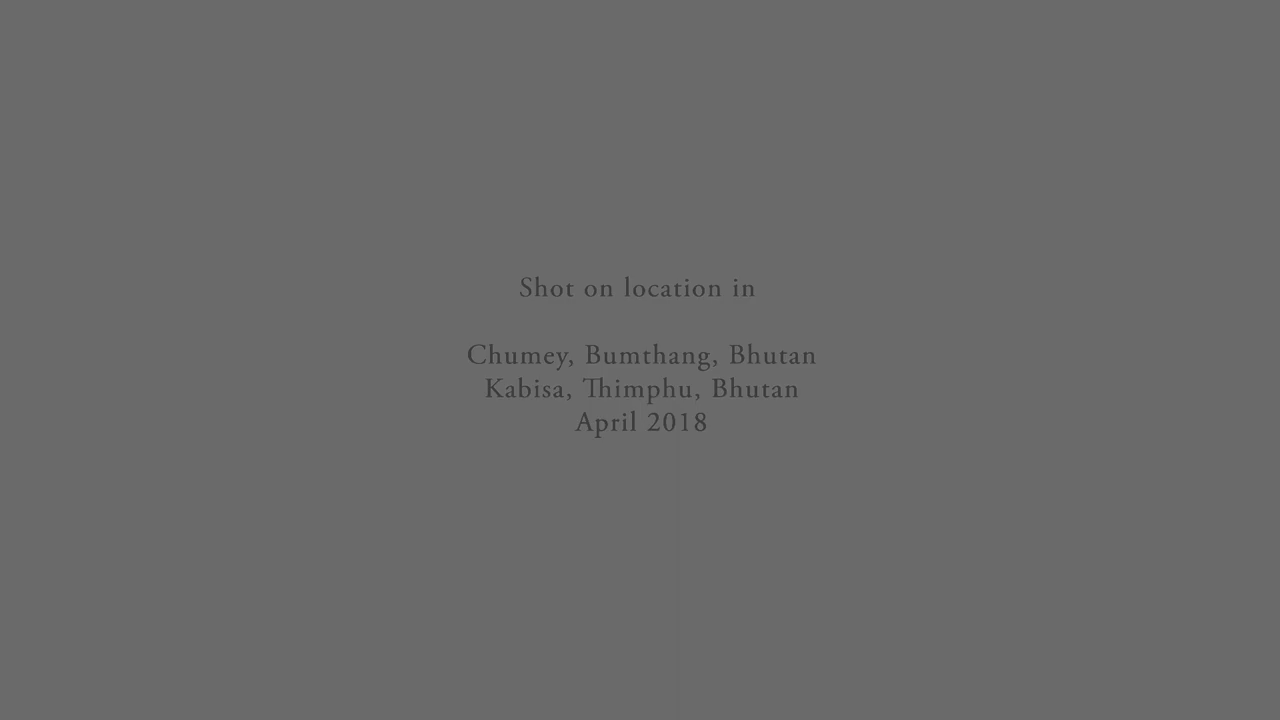 Shot on location in
Chumey, Bumthang, Bhutan
Kabisa, Thimphu, Bhutan
April 2018